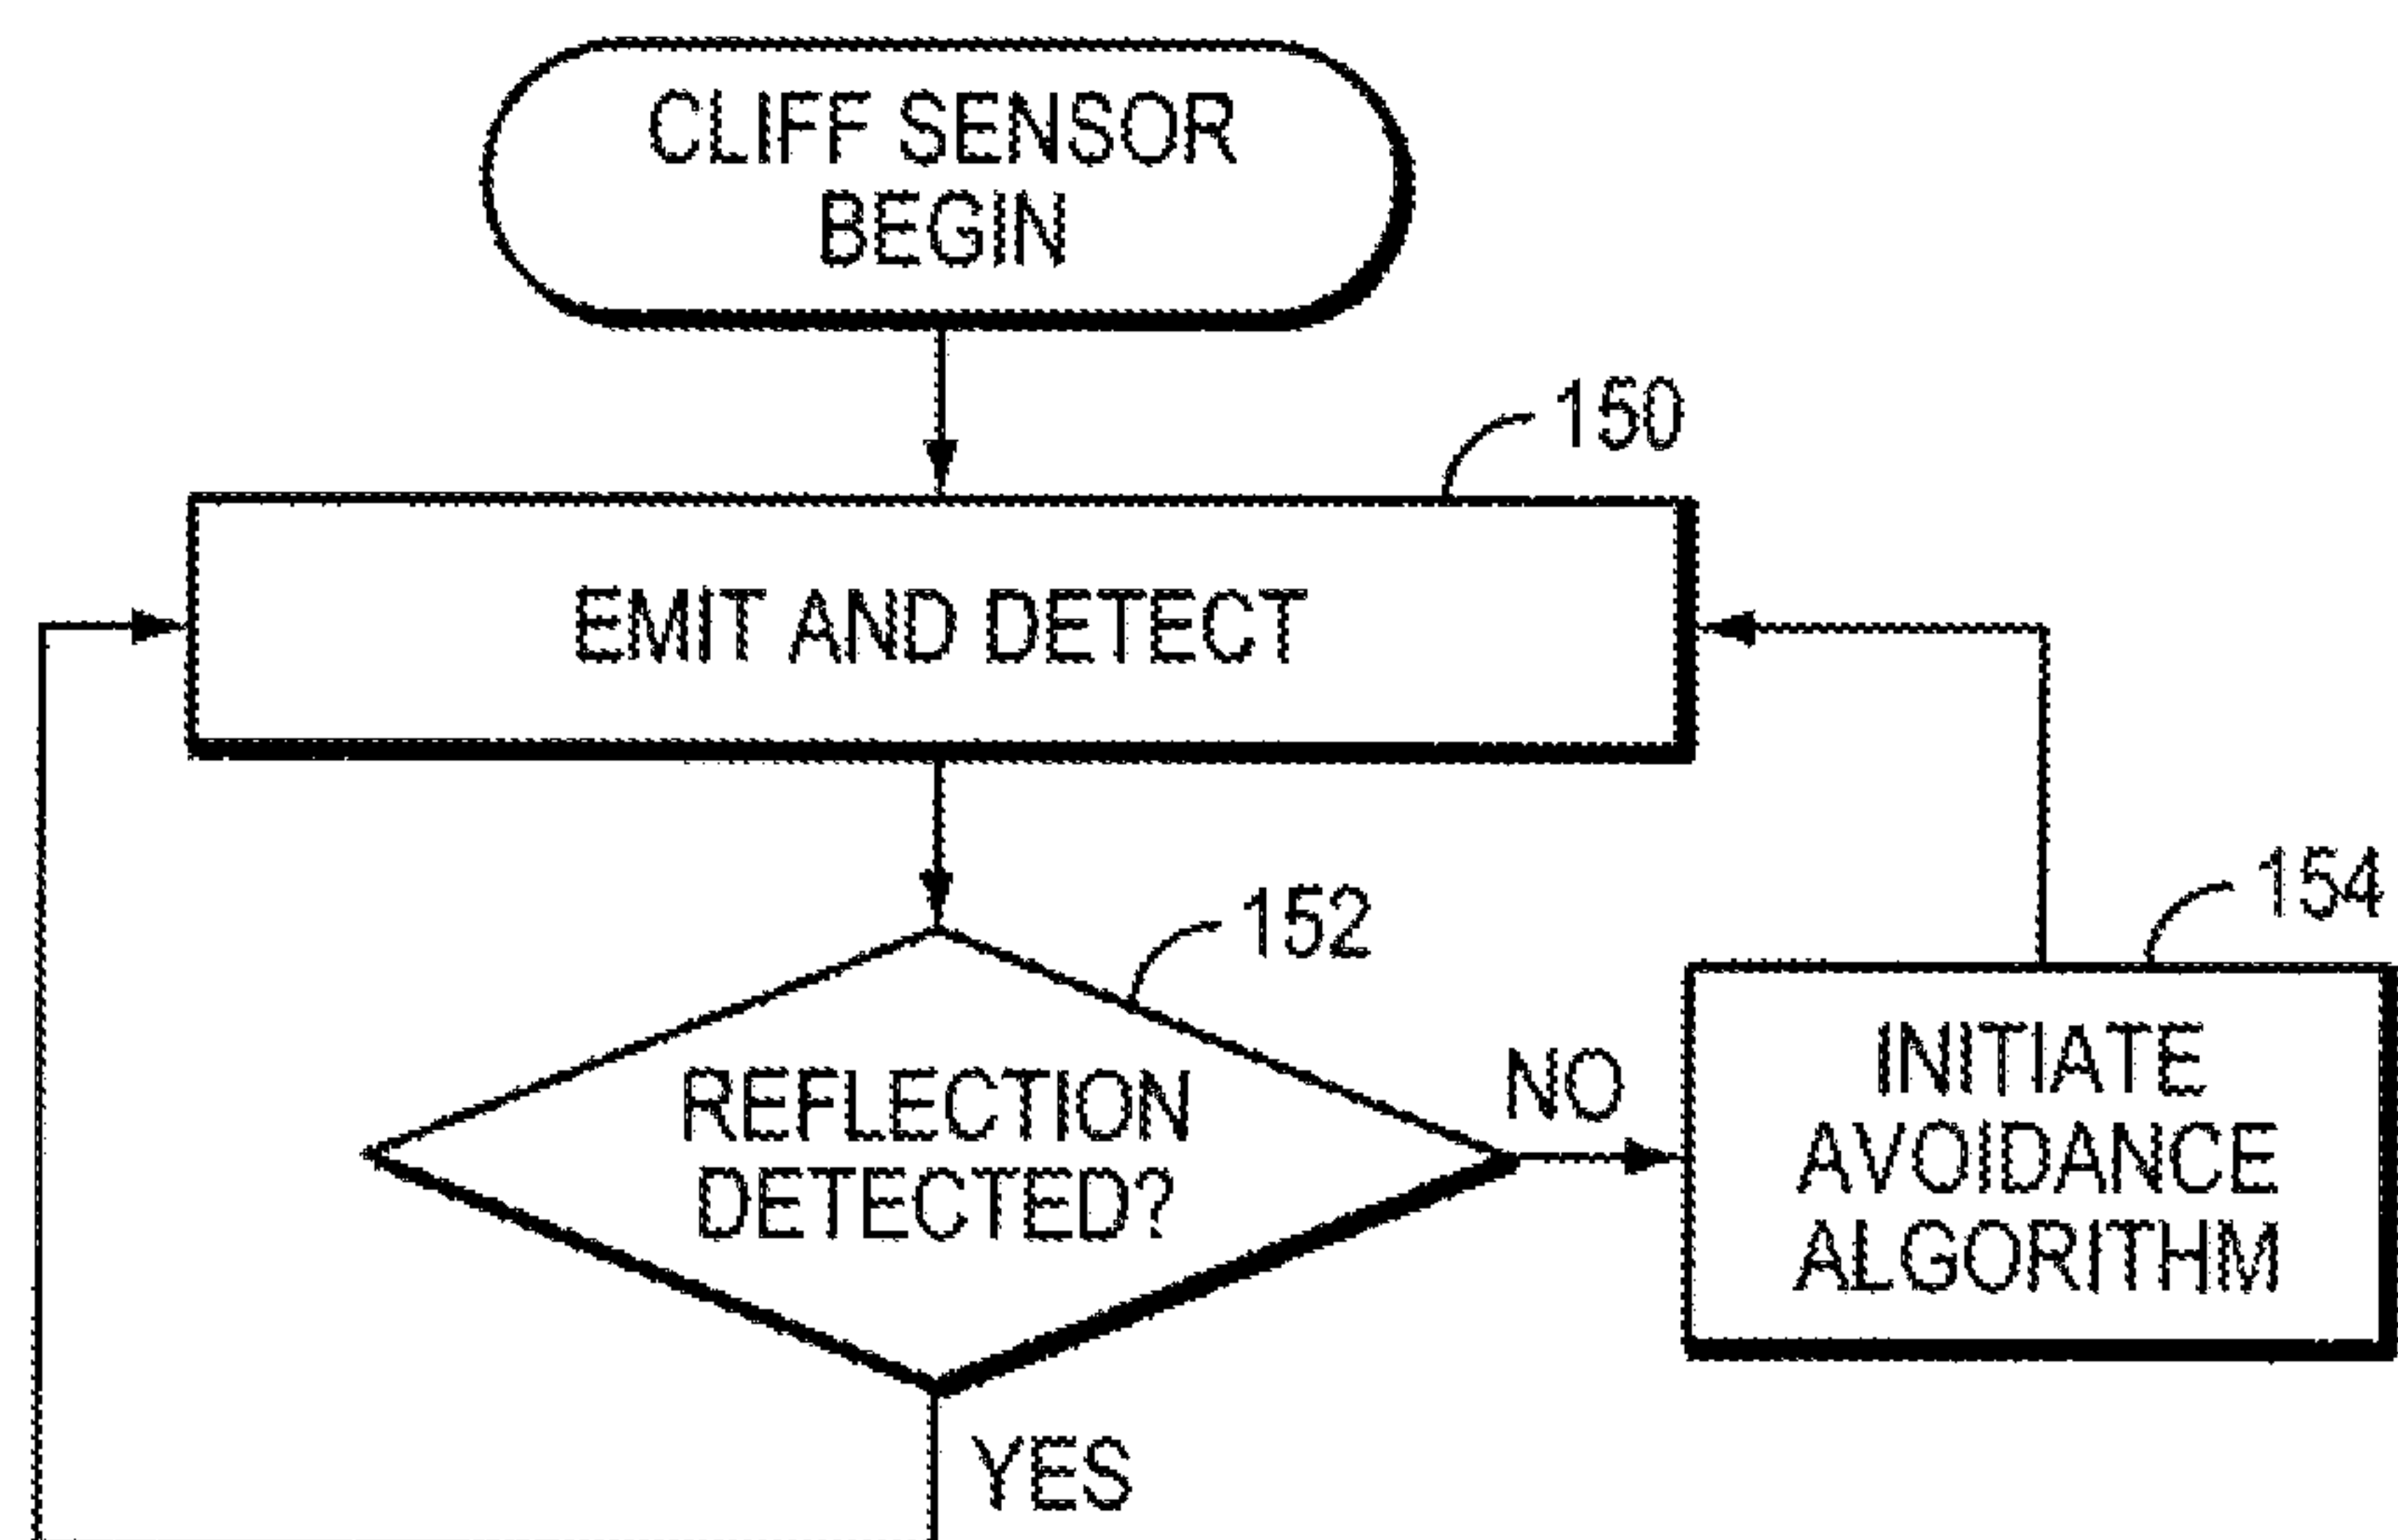 CLIFF SENSOR
BEGIN
150
EMIT AND DETECT
152
154
REFLECTION
DETECTED?
NO
INITIATE
AVOIDANCE
ALGORITHM
YES